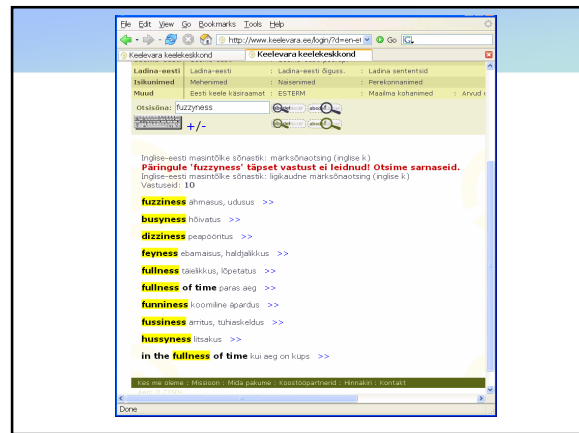 File Edit View Go Bookmarks Tools Help
http://www.keelevara.ee/login/?d=en-et Go
Keelevara keelekeskkond Keelevara keelekeskkond
Ladina-eesti Ladina-eesti : Ladina-eesti õiguss. : Ladina sententsid
Isikunimed Mehenimed : Naisenimed : Perekonnanimed
Muud Eesti keele käsiraamat : ESTERM : Maailma kohanimed : Arvud
Otsisõna: fuzzyness
+/-
Inglise-eesti masintõlke sõnastik: märksõnaotsing (inglise k)
Päringule 'fuzzyness' täpset vastust ei leidnud! Otsime sarnaseid.
Inglise-eesti masintõlke sõnastik: ligikaudne märksõnaotsing (inglise k)
Vastuseid: 10
fuzziness ähmasus, udusus >>
busyness hõivatus >>
dizziness peapööritus >>
feyness ebamaisus, haldjalikkus >>
fullness täielikkus, lõpetatus >>
fullness of time paras aeg >>
funniness koomiline äpardus >>
fussiness ärritus, tühiaskeldus >>
hussyness litsakus >>
in the fullness of time kui aeg on küps >>
Kes me oleme : Missioon : Mida pakume : Koostööpartnerid : Hinnakiri : Kontakt
Done